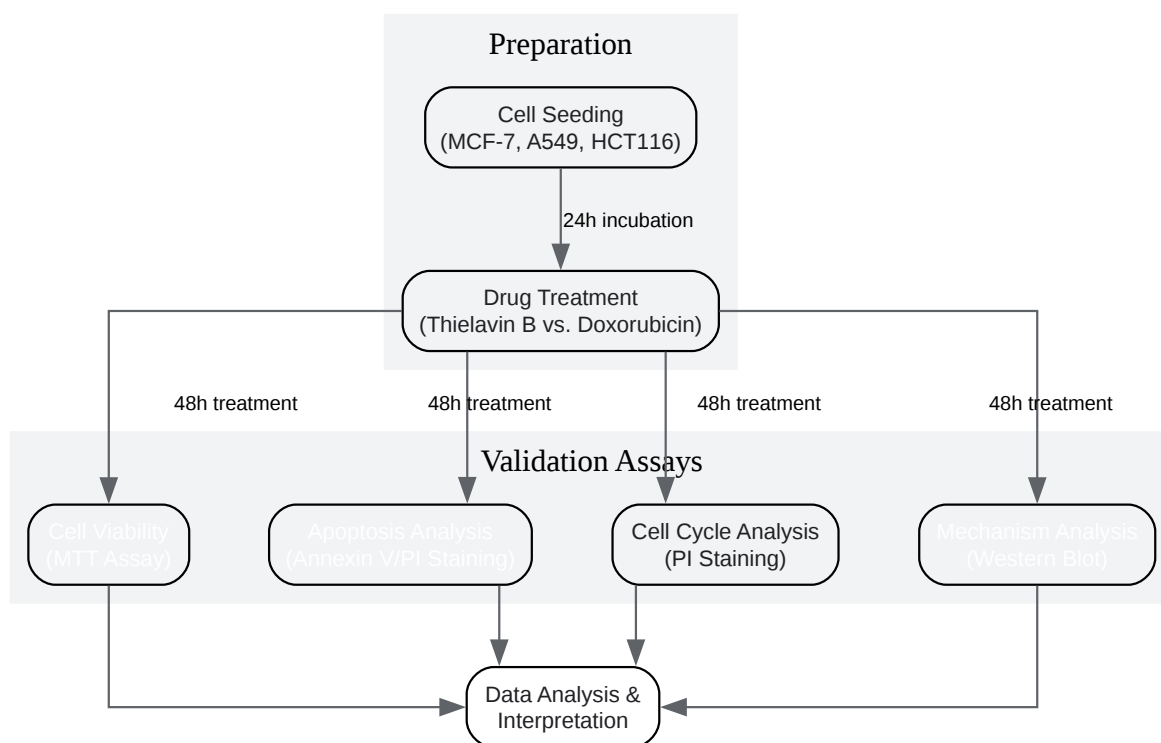 Preparation
Cell Seeding
(MCF-7, A549, HCT116)
24h incubation
Drug Treatment
(Thielavin B vs. Doxorubicin)
48h treatment
48h treatment
48h treatment
48h treatment
Validation Assays
Cell Viability
(MTT Assay)
Apoptosis Analysis
(Annexin V/PI Staining)
Cell Cycle Analysis
(PI Staining)
Mechanism Analysis
(Western Blot)
Data Analysis &
Interpretation